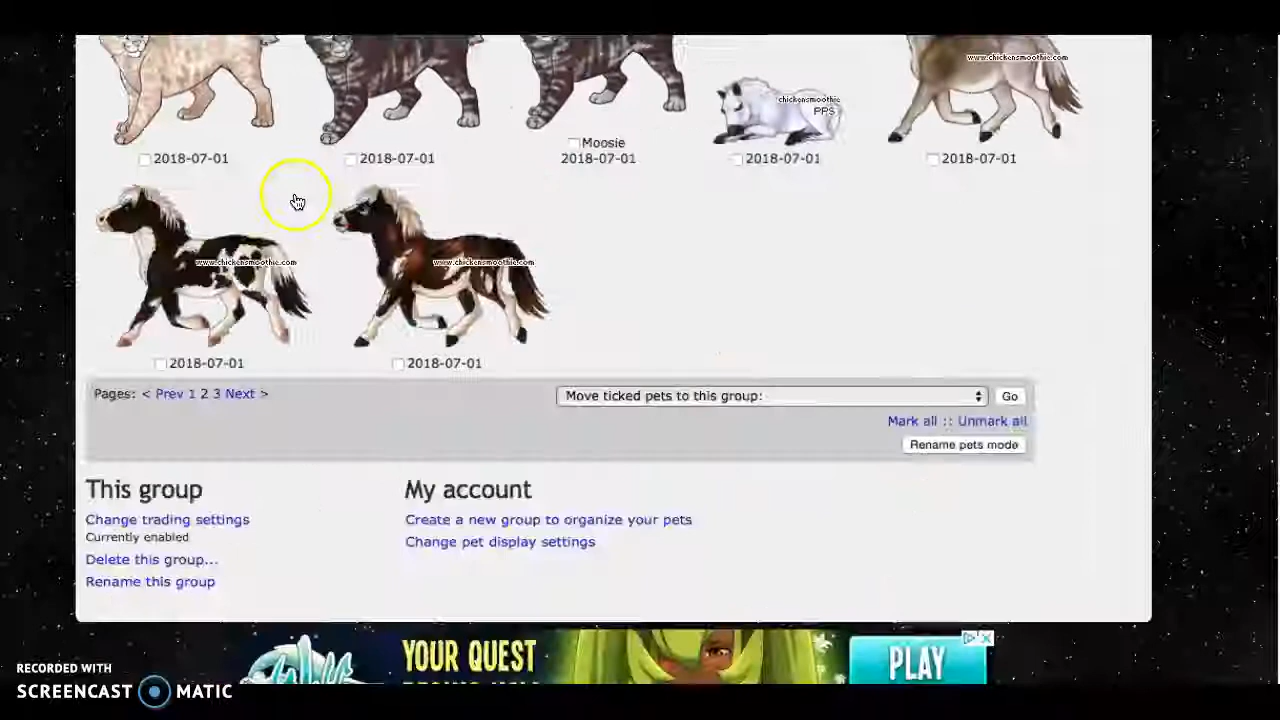 www.chickensmoothie.com
chickensmoothie
PPS
Moosie
2018-07-01
2018-07-01
2018-07-01
2018-07-01
2018-07-01
www.chickensmoothie.com
www.chickensmoothie.com
2018-07-01
2018-07-01
Pages: < Prev 1 2 3 Next >
Move ticked pets to this group:
Go
Mark all :: Unmark all
Rename pets mode
This group
My account
Change trading settings
Create a new group to organize your pets
Currently enabled
Change pet display settings
Delete this group...
Rename this group
YOUR QUEST
PLAY
RECORDED WITH
SCREENCAST MATIC